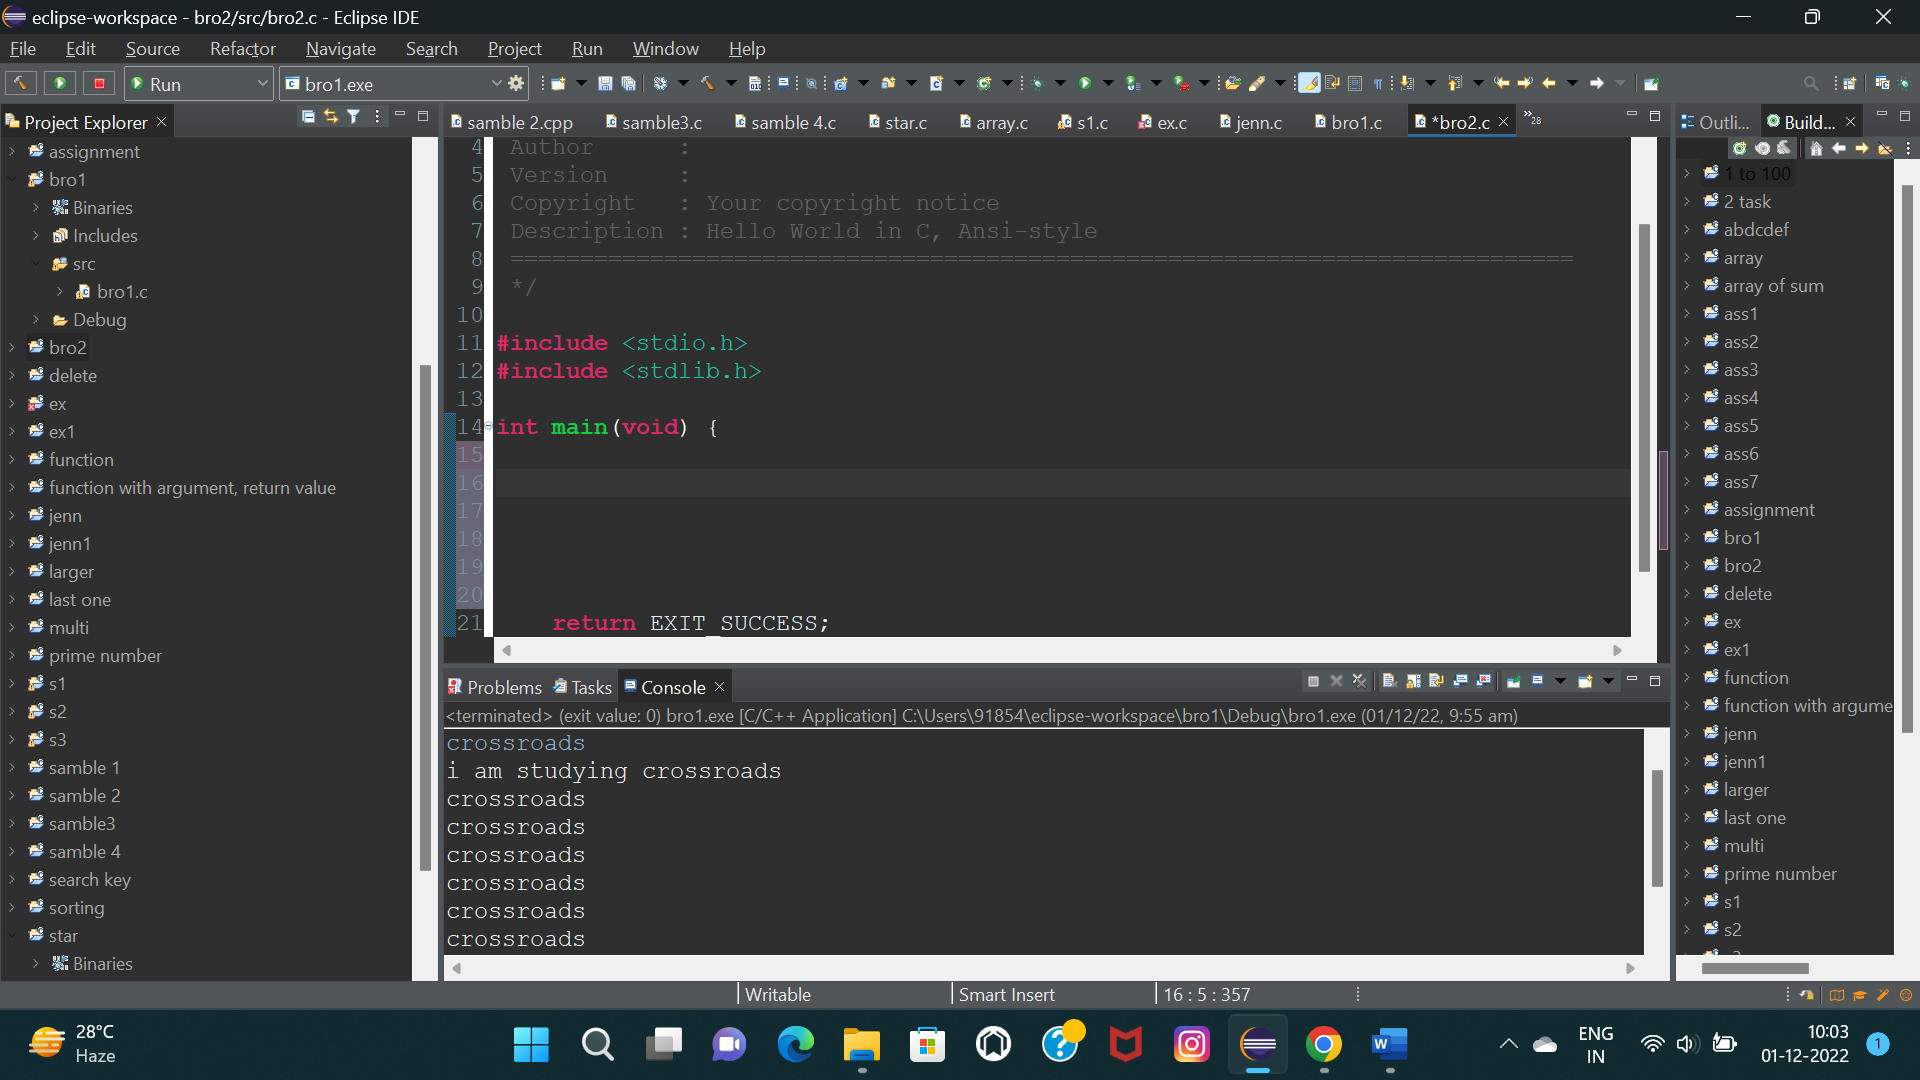 eclipse-workspace - bro2/src/bro2.c - Eclipse IDE
File Edit Source Refactor Navigate Search Project Run Window Help
Run bro1.exe
Project Explorer
assignment
bro1
Binaries
Includes
src
bro1.c
Debug
bro2
delete
ex
ex1
function
function with argument, return value
jenn
jenn1
larger
last one
multi
prime number
s1
s2
s3
samble 1
samble 2
samble3
samble 4
search key
sorting
star
Binaries
samble 2.cpp samble3.c samble 4.c star.c array.c s1.c ex.c jenn.c bro1.c *bro2.c »28
4 Author :
5 Version :
6 Copyright : Your copyright notice
7 Description : Hello World in C, Ansi-style
8 ============================================================================
9 */
10
11 #include <stdio.h>
12 #include <stdlib.h>
13
14 int main(void) {
15
16
17
18
19
20
21 return EXIT_SUCCESS;
Problems Tasks Console
<terminated> (exit value: 0) bro1.exe [C/C++ Application] C:\Users\91854\eclipse-workspace\bro1\Debug\bro1.exe (01/12/22, 9:55 am)
crossroads
i am studying crossroads
crossroads
crossroads
crossroads
crossroads
crossroads
crossroads
Outli... Build...
1 to 100
2 task
abdcdef
array
array of sum
ass1
ass2
ass3
ass4
ass5
ass6
ass7
assignment
bro1
bro2
delete
ex
ex1
function
function with argume
jenn
jenn1
larger
last one
multi
prime number
s1
s2
Writable Smart Insert 16 : 5 : 357
28°C
Haze
ENG
IN
10:03
01-12-2022
1